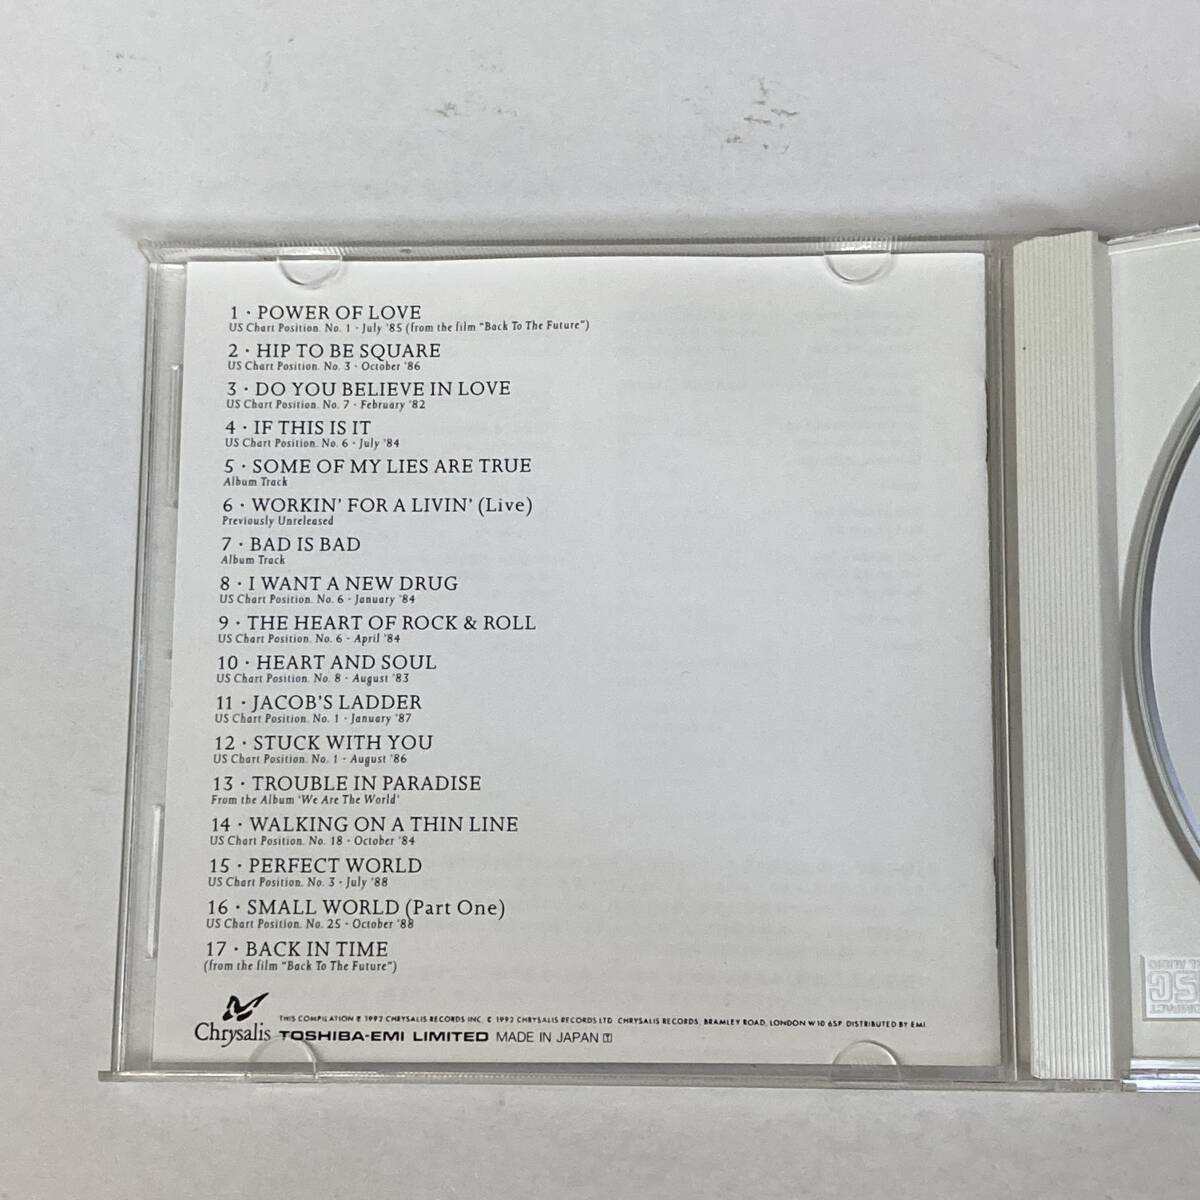 1 · POWER OF LOVE
US Chart Position. No. 1 - July '85 (from the film "Back To The Future")
2 · HIP TO BE SQUARE
US Chart Position. No. 3 - October '86
3 · DO YOU BELIEVE IN LOVE
US Chart Position. No. 7 - February '82
4 · IF THIS IS IT
US Chart Position. No. 6 - July '84
5 · SOME OF MY LIES ARE TRUE
Album Track
6 · WORKIN' FOR A LIVIN' (Live)
Previously Unreleased
7 · BAD IS BAD
Album Track
8 · I WANT A NEW DRUG
US Chart Position. No. 6 - January '84
9 · THE HEART OF ROCK & ROLL
US Chart Position. No. 6 - April '84
10 · HEART AND SOUL
US Chart Position. No. 8 - August '83
11 · JACOB'S LADDER
US Chart Position. No. 1 - January '87
12 · STUCK WITH YOU
US Chart Position. No. 1 - August '86
13 · TROUBLE IN PARADISE
From the Album 'We Are The World'
14 · WALKING ON A THIN LINE
US Chart Position. No. 18 - October '84
15 · PERFECT WORLD
US Chart Position. No. 3 - July '88
16 · SMALL WORLD (Part One)
US Chart Position. No. 25 - October '88
17 · BACK IN TIME
(from the film "Back To The Future")
THIS COMPILATION ℗ 1992 CHRYSALIS RECORDS INC. © 1992 CHRYSALIS RECORDS LTD. CHRYSALIS RECORDS, BRAMLEY ROAD, LONDON W10 6SP. DISTRIBUTED BY EMI.
Chrysalis TOSHIBA-EMI LIMITED MADE IN JAPAN T